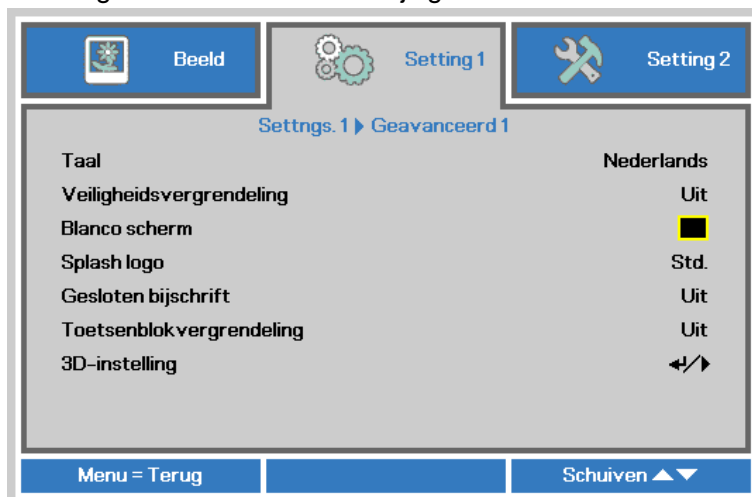 Beeld
Setting 1
Setting 2
Settngs. 1 ▶ Geavanceerd 1
Taal Nederlands
Veiligheidsvergrendeling Uit
Blanco scherm
Splash logo Std.
Gesloten bijschrift Uit
Toetsenblokvergrendeling Uit
3D-instelling ↵/▶
Menu = Terug
Schuiven ▲▼